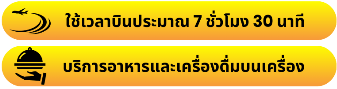 ใช้เวลาบินประมาณ 7 ชั่วโมง 30 นาที
บริการอาหารและเครื่องดื่มบนเครื่อง